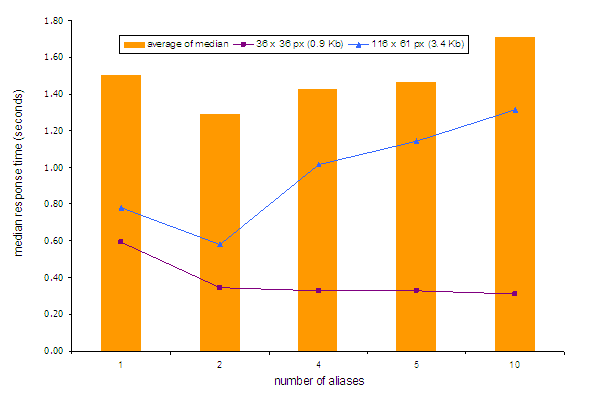 1.80
average of median 36 x 36 px (0.9 Kb) 116 x 61 px (3.4 Kb)
1.60
1.40
1.20
1.00
0.80
0.60
0.40
0.20
0.00
median response time (seconds)
1 2 4 5 10
number of aliases